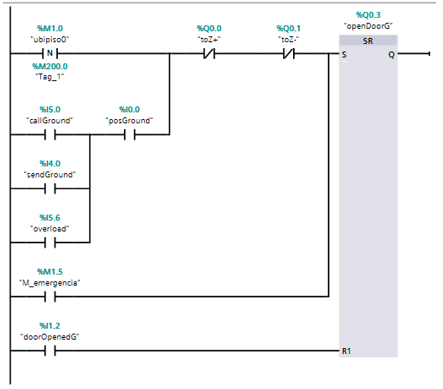 %M1.0
"ubipiso0"
N
%M200.0
"Tag_1"
%Q0.0
"toZ+"
%Q0.1
"toZ-"
%Q0.3
"openDoorG"
SR
S
Q
%I5.0
"callGround"
%I0.0
"posGround"
%I4.0
"sendGround"
%I5.6
"overload"
%M1.5
"M_emergencia"
%I1.2
"doorOpenedG"
R1